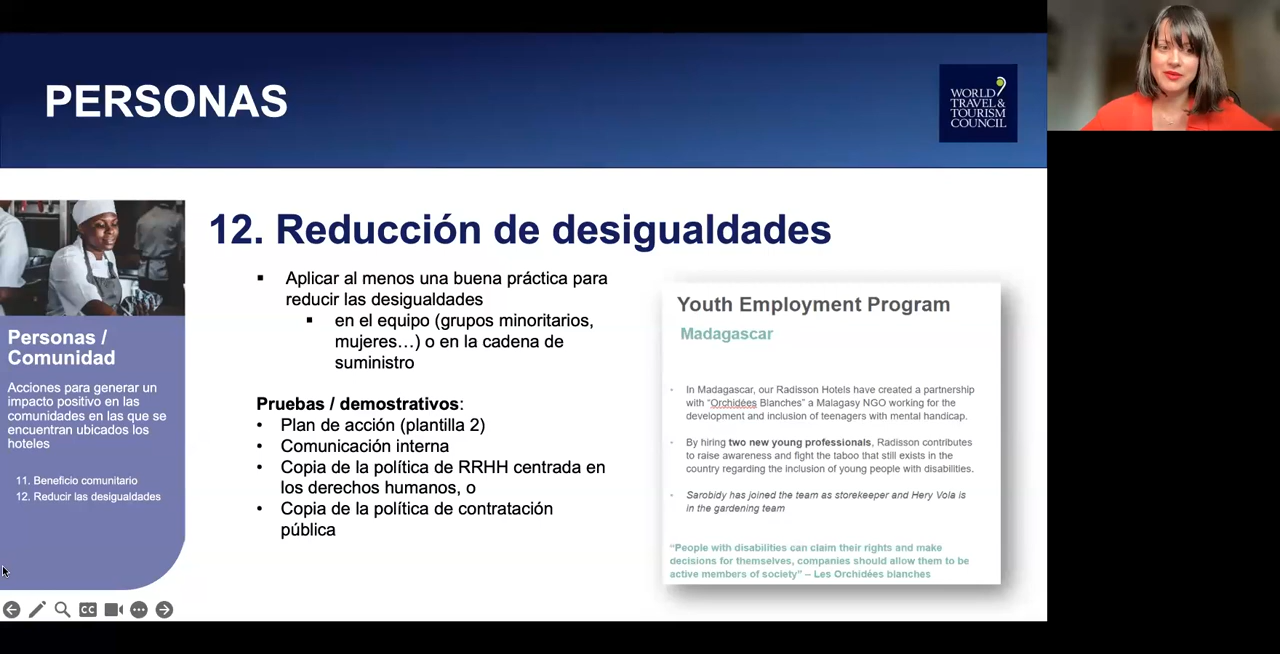 PERSONAS
WORLD
TRAVEL &
TOURISM
COUNCIL
12. Reducción de desigualdades
Personas /
Comunidad
Acciones para generar un
impacto positivo en las
comunidades en las que se
encuentran ubicados los
hoteles
11. Beneficio comunitario
12. Reducir las desigualdades
▪ Aplicar al menos una buena práctica para
reducir las desigualdades
▪ en el equipo (grupos minoritarios,
mujeres…) o en la cadena de
suministro
Pruebas / demostrativos:
• Plan de acción (plantilla 2)
• Comunicación interna
• Copia de la política de RRHH centrada en
los derechos humanos, o
• Copia de la política de contratación
pública
Youth Employment Program
Madagascar
• In Madagascar, our Radisson Hotels have created a partnership
with “Orchidées Blanches” a Malagasy NGO working for the
development and inclusion of teenagers with mental handicap.
• By hiring two new young professionals, Radisson contributes
to raise awareness and fight the taboo that still exists in the
country regarding the inclusion of young people with disabilities.
• Sarobidy has joined the team as storekeeper and Hery Vola is
in the gardening team
“People with disabilities can claim their rights and make
decisions for themselves, companies should allow them to be
active members of society” – Les Orchidées blanches
CC